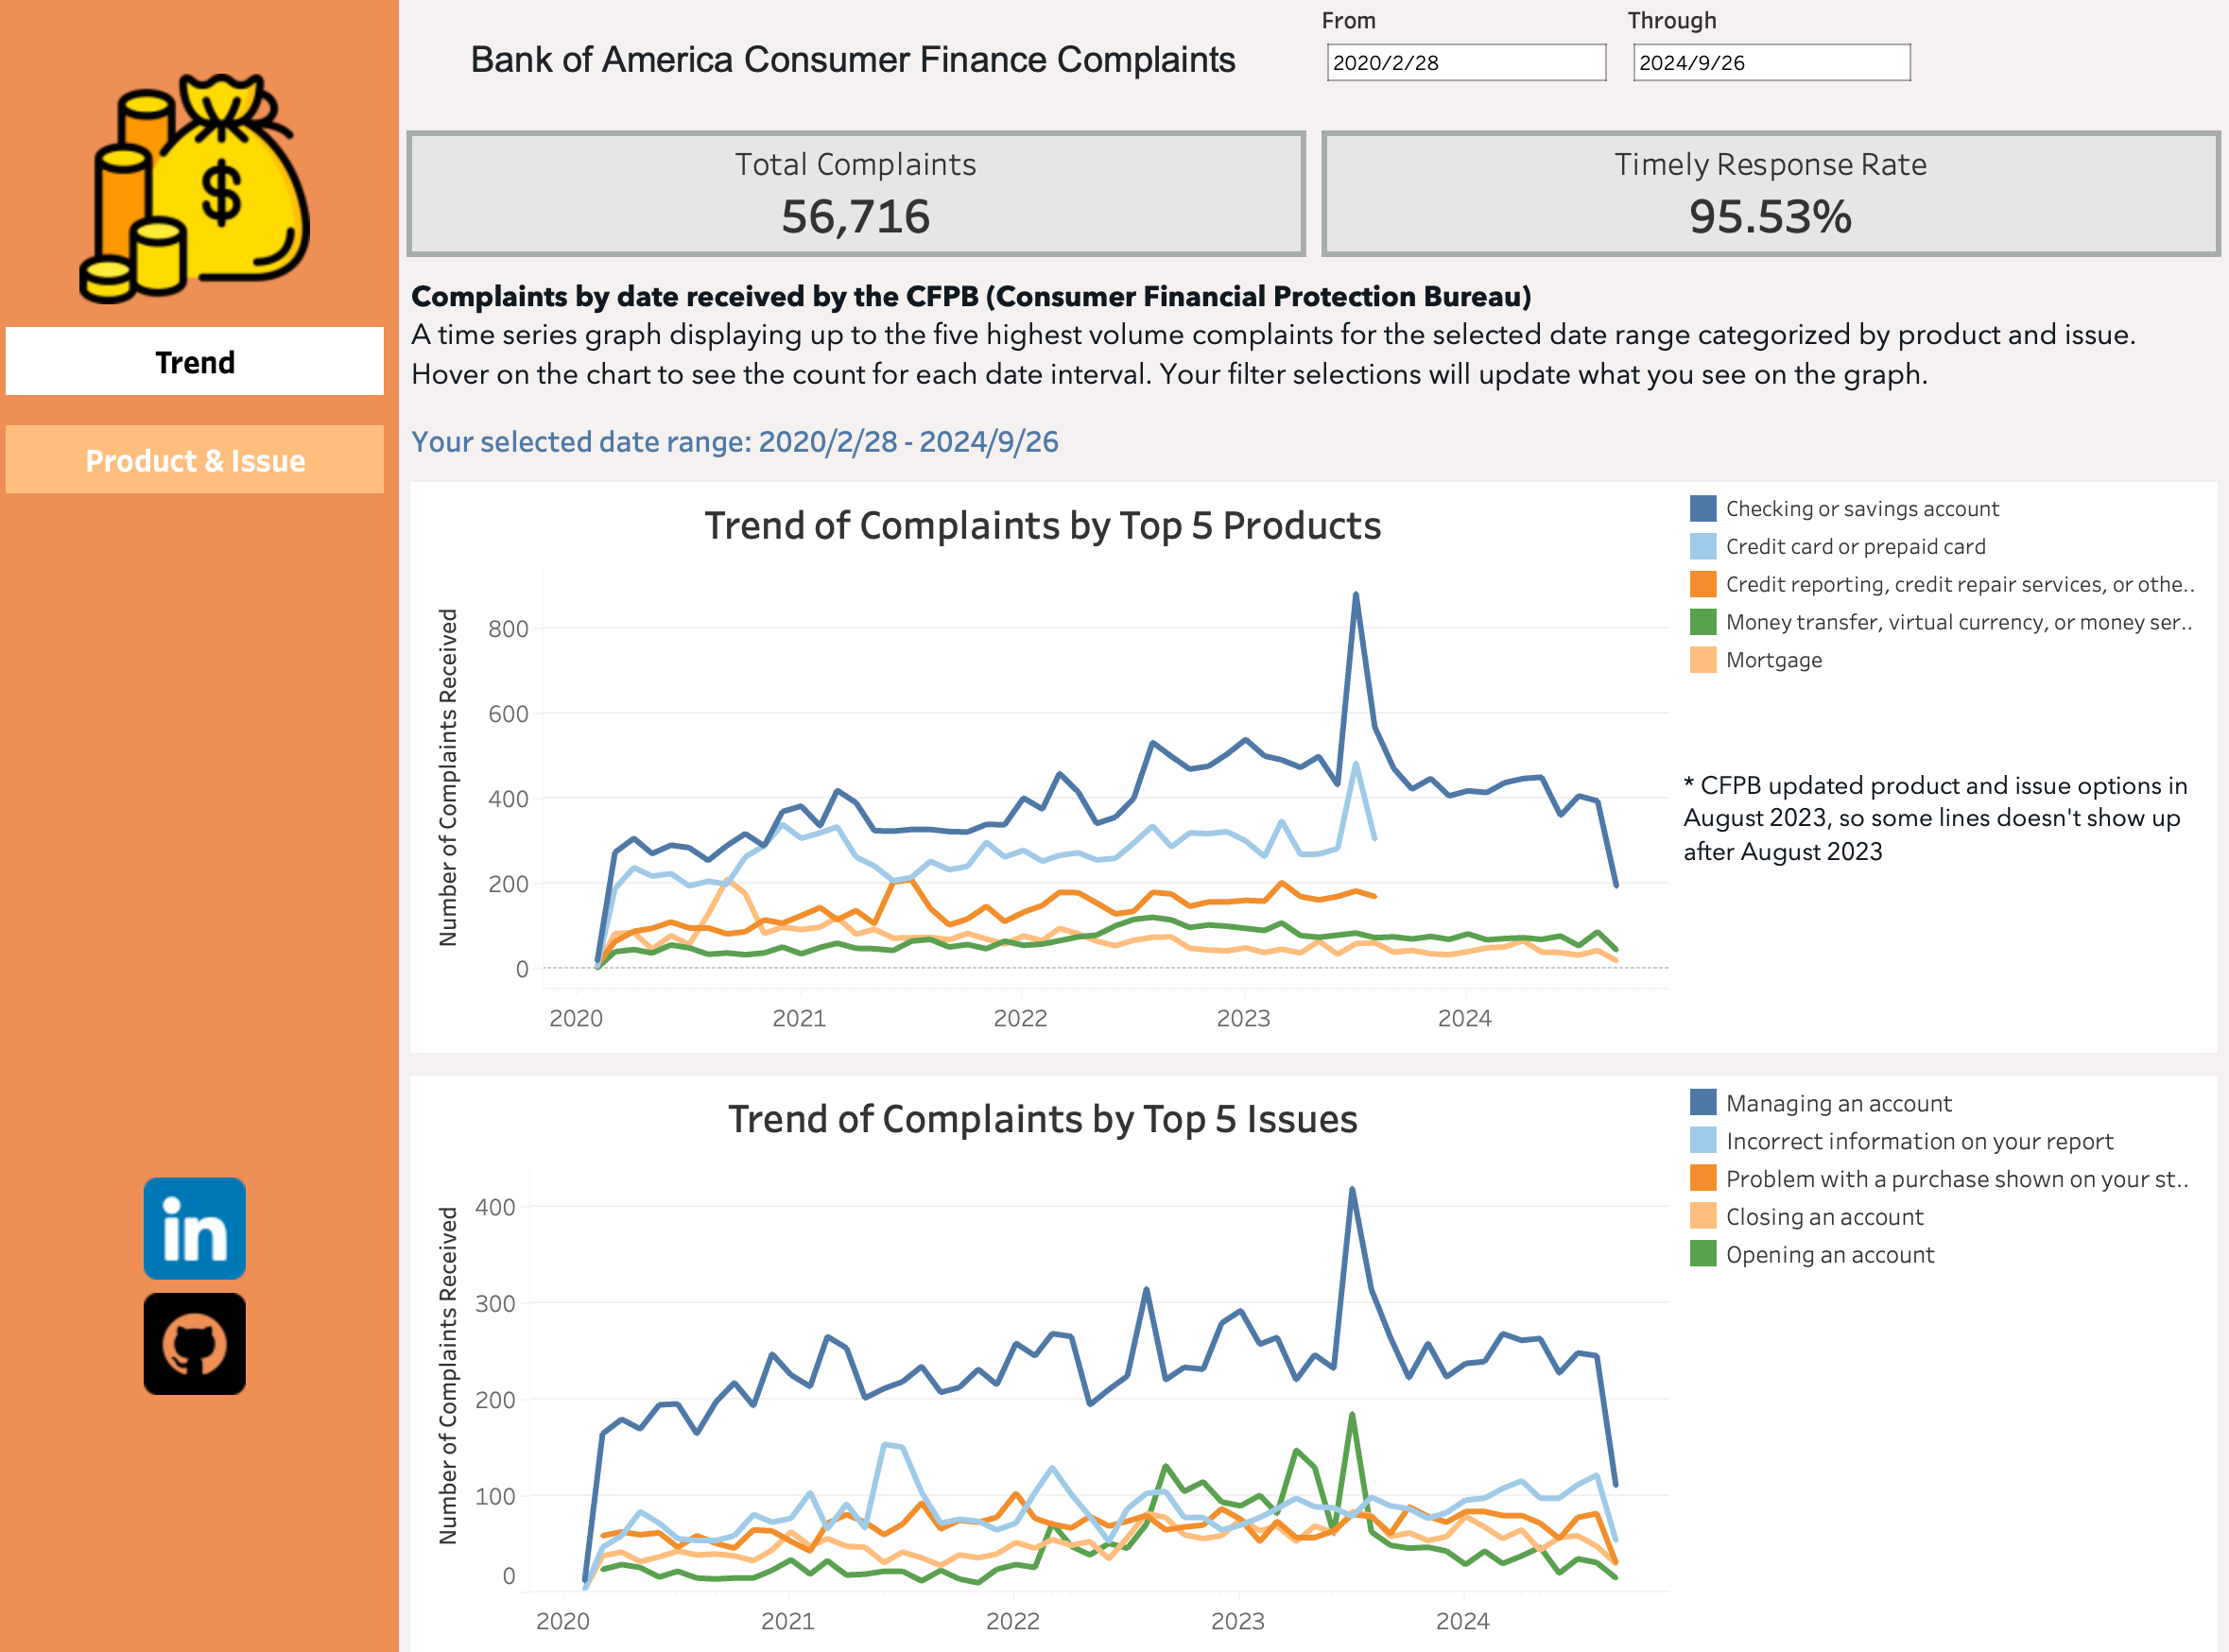 From
Through
Bank of America Consumer Finance Complaints
2020/2/28
2024/9/26
$
Total Complaints
56,716
Timely Response Rate
95.53%
Complaints by date received by the CFPB (Consumer Financial Protection Bureau)
A time series graph displaying up to the five highest volume complaints for the selected date range categorized by product and issue.
Hover on the chart to see the count for each date interval. Your filter selections will update what you see on the graph.
Trend
Product & Issue
Your selected date range: 2020/2/28 - 2024/9/26
Trend of Complaints by Top 5 Products
Number of Complaints Received
800
600
400
200
0
2020
2021
2022
2023
2024
Checking or savings account
Credit card or prepaid card
Credit reporting, credit repair services, or othe..
Money transfer, virtual currency, or money ser..
Mortgage
* CFPB updated product and issue options in
August 2023, so some lines doesn't show up
after August 2023
Trend of Complaints by Top 5 Issues
Number of Complaints Received
400
300
200
100
0
2020
2021
2022
2023
2024
Managing an account
Incorrect information on your report
Problem with a purchase shown on your st..
Closing an account
Opening an account
in